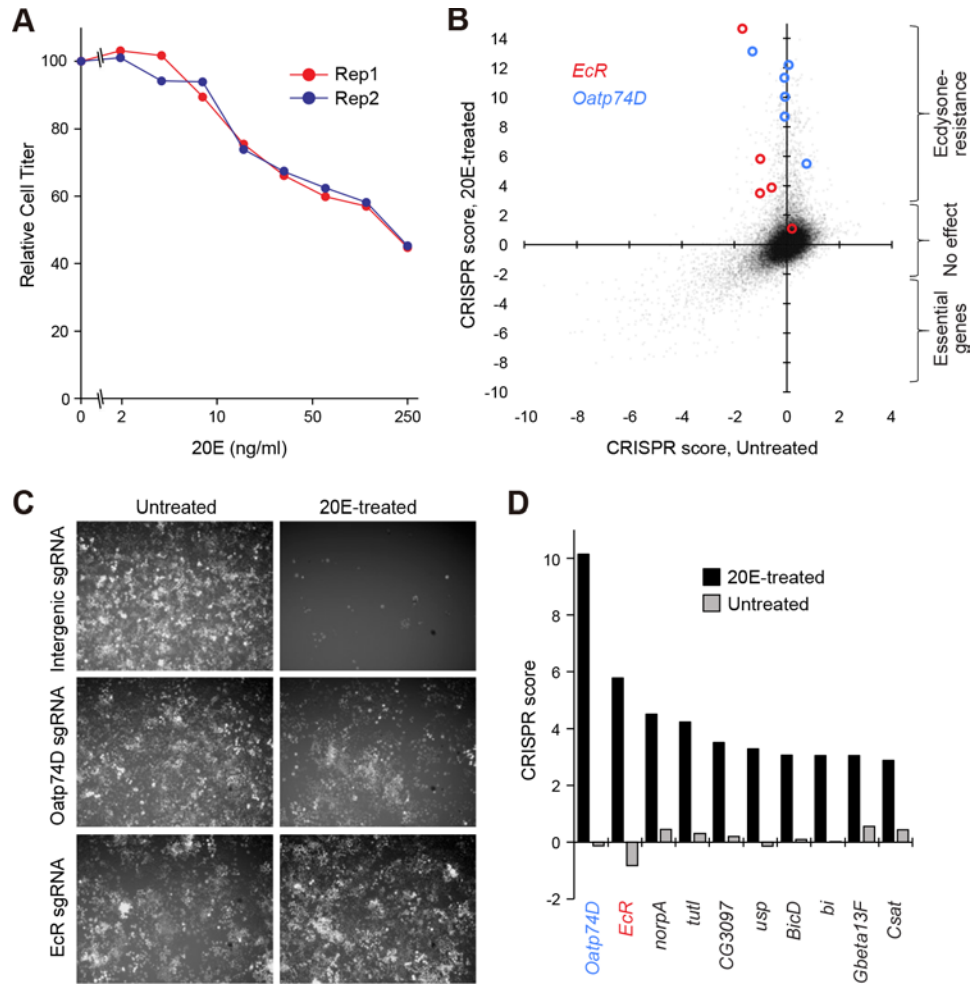 A
Relative Cell Titer
100
80
60
40
20
0
0
2
10
50
250
20E (ng/ml)
Rep1
Rep2
B
CRISPR score, 20E-treated
14
12
10
8
6
4
2
0
-2
-4
-6
-8
-10
-10
-8
-6
-4
-2
0
2
4
CRISPR score, Untreated
EcR
Oatp74D
Ecdysone-
resistance
No effect
Essential
genes
C
Untreated
20E-treated
Intergenic sgRNA
Oatp74D sgRNA
EcR sgRNA
D
CRISPR score
10
8
6
4
2
0
-2
20E-treated
Untreated
Oatp74D
EcR
norpA
tutl
CG3097
usp
BicD
bi
Gbeta13F
Csat